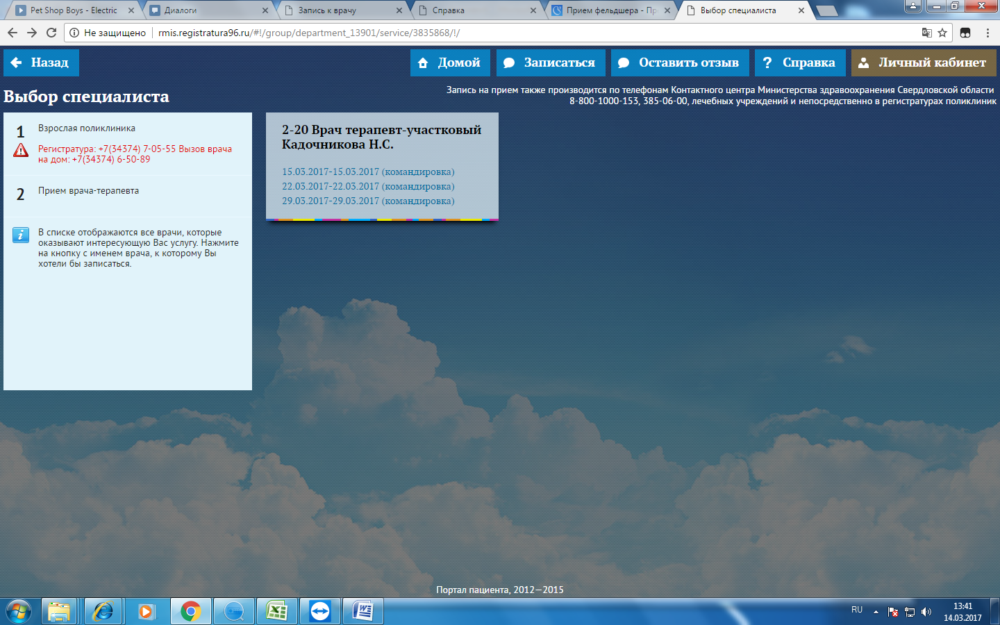 Pet Shop Boys - Electric
Диалоги
Запись к врачу
Справка
Прием фельдшера - Пр
Выбор специалиста
Не защищено
rmis.registratura96.ru/#!/group/department_13901/service/3835868/!/
Назад
Домой
Записаться
Оставить отзыв
Справка
Личный кабинет
Выбор специалиста
Запись на прием также производится по телефонам Контактного центра Министерства здравоохранения Свердловской области
8-800-1000-153, 385-06-00, лечебных учреждений и непосредственно в регистратурах поликлиник
1 Взрослая поликлиника
Регистратура: +7(34374) 7-05-55 Вызов врача
на дом: +7(34374) 6-50-89
2 Прием врача-терапевта
В списке отображаются все врачи, которые
оказывают интересующую Вас услугу. Нажмите
на кнопку с именем врача, к которому Вы
хотели бы записаться.
2-20 Врач терапевт-участковый
Кадочникова Н.С.
15.03.2017-15.03.2017 (командировка)
22.03.2017-22.03.2017 (командировка)
29.03.2017-29.03.2017 (командировка)
Портал пациента, 2012—2015
RU
13:41
14.03.2017